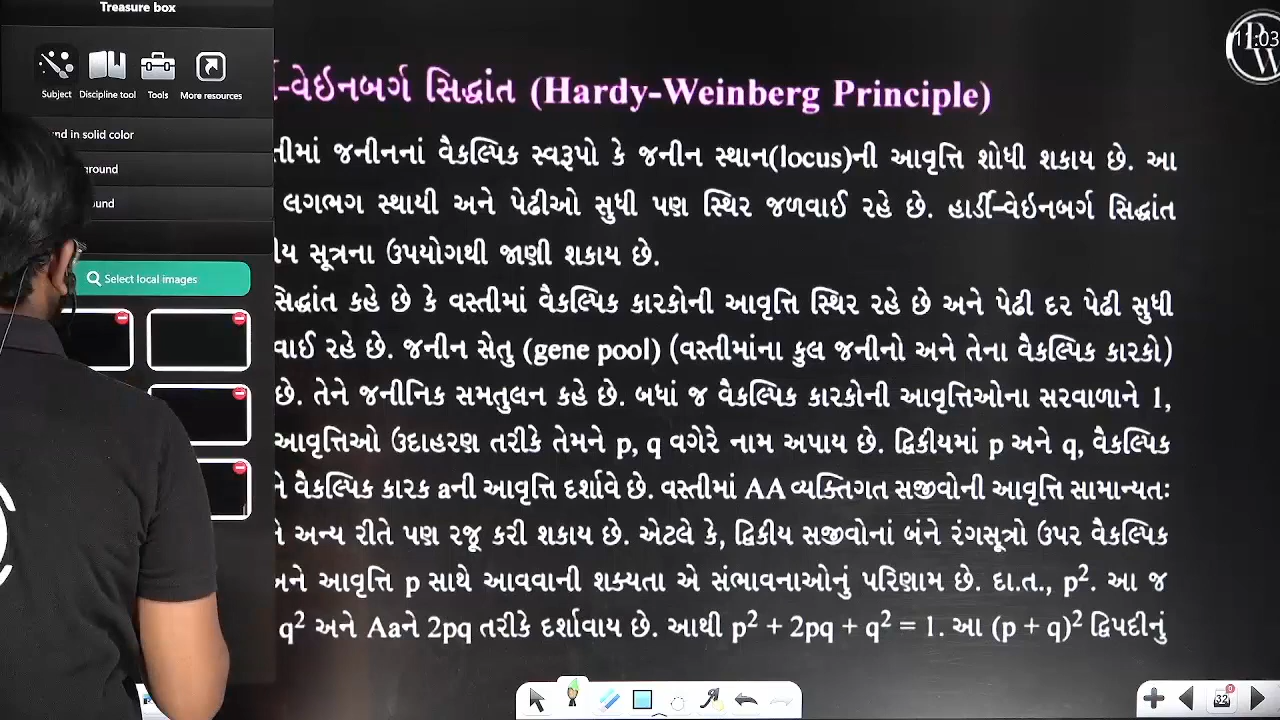 Treasure box
Subject Discipline tool Tools More resources
in solid color
Select local images
-વેઇનબર્ગ સિદ્ધાંત (Hardy-Weinberg Principle)
જનીનનાં વૈકલ્પિક સ્વરૂપો કે જનીન સ્થાન(locus)ની આવૃત્તિ શોધી શકાય છે. આ
લગભગ સ્થાયી અને પેઢીઓ સુધી પણ સ્થિર જળવાઈ રહે છે. હાર્ડી-વેઇનબર્ગ સિદ્ધાંત
સૂત્રના ઉપયોગથી જાણી શકાય છે.
સિદ્ધાંત કહે છે કે વસ્તીમાં વૈકલ્પિક કારકોની આવૃત્તિ સ્થિર રહે છે અને પેઢી દર પેઢી સુધી
વાઈ રહે છે. જનીન સેતુ (gene pool) (વસ્તીમાંના કુલ જનીનો અને તેના વૈકલ્પિક કારકો)
છે. તેને જનીનિક સમતુલન કહે છે. બધાં જ વૈકલ્પિક કારકોની આવૃત્તિઓના સરવાળાને 1,
આવૃત્તિઓ ઉદાહરણ તરીકે તેમને p, q વગેરે નામ અપાય છે. દ્વિકીયમાં p અને q, વૈકલ્પિક
વૈકલ્પિક કારક aની આવૃત્તિ દર્શાવે છે. વસ્તીમાં AA વ્યક્તિગત સજીવોની આવૃત્તિ સામાન્યતઃ
અન્ય રીતે પણ રજૂ કરી શકાય છે. એટલે કે, દ્વિકીય સજીવોનાં બંને રંગસૂત્રો ઉપર વૈકલ્પિક
અને આવૃત્તિ p સાથે આવવાની શક્યતા એ સંભાવનાઓનું પરિણામ છે. દા.ત., p². આ જ
q² અને Aaને 2pq તરીકે દર્શાવાય છે. આથી p² + 2pq + q² = 1. આ (p + q)² દ્વિપદીનું
32